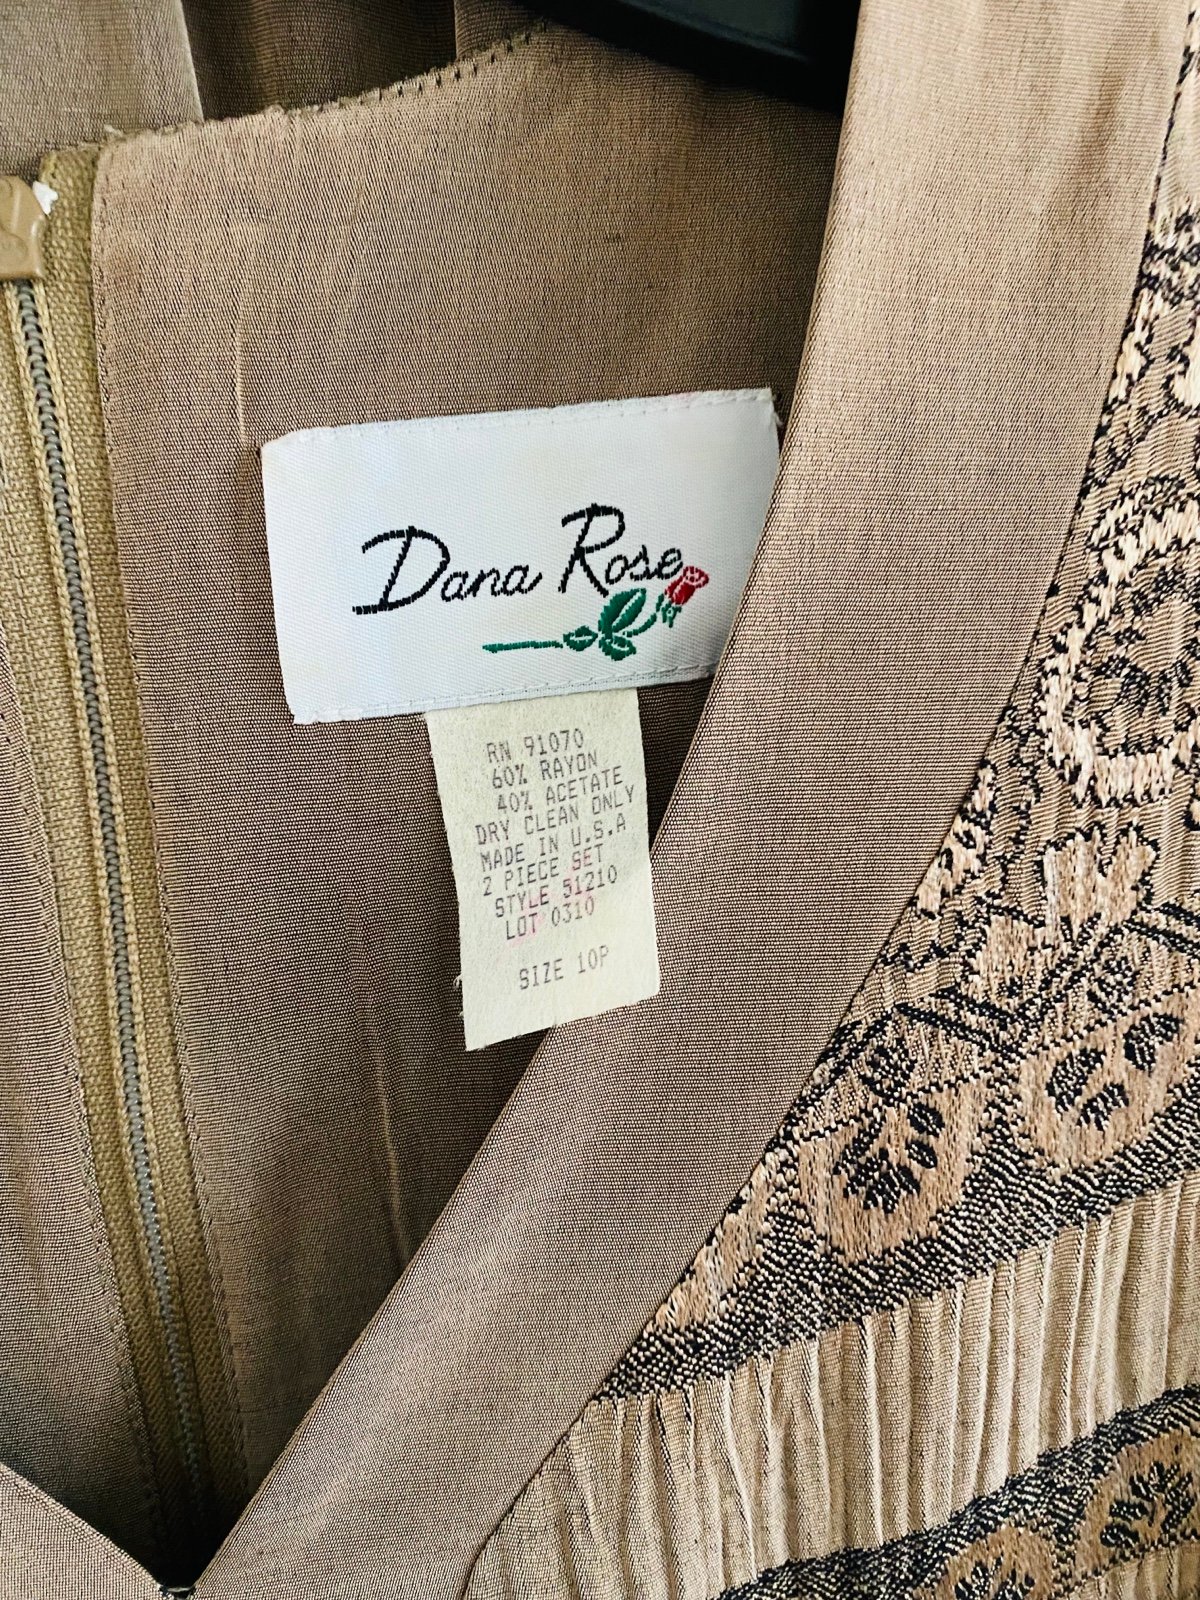 Dana Rose
RN 91070
60% RAYON
40% ACETATE
DRY CLEAN ONLY
MADE IN U.S.A
2 PIECE SET
STYLE 51210
LOT 0310
SIZE 10P